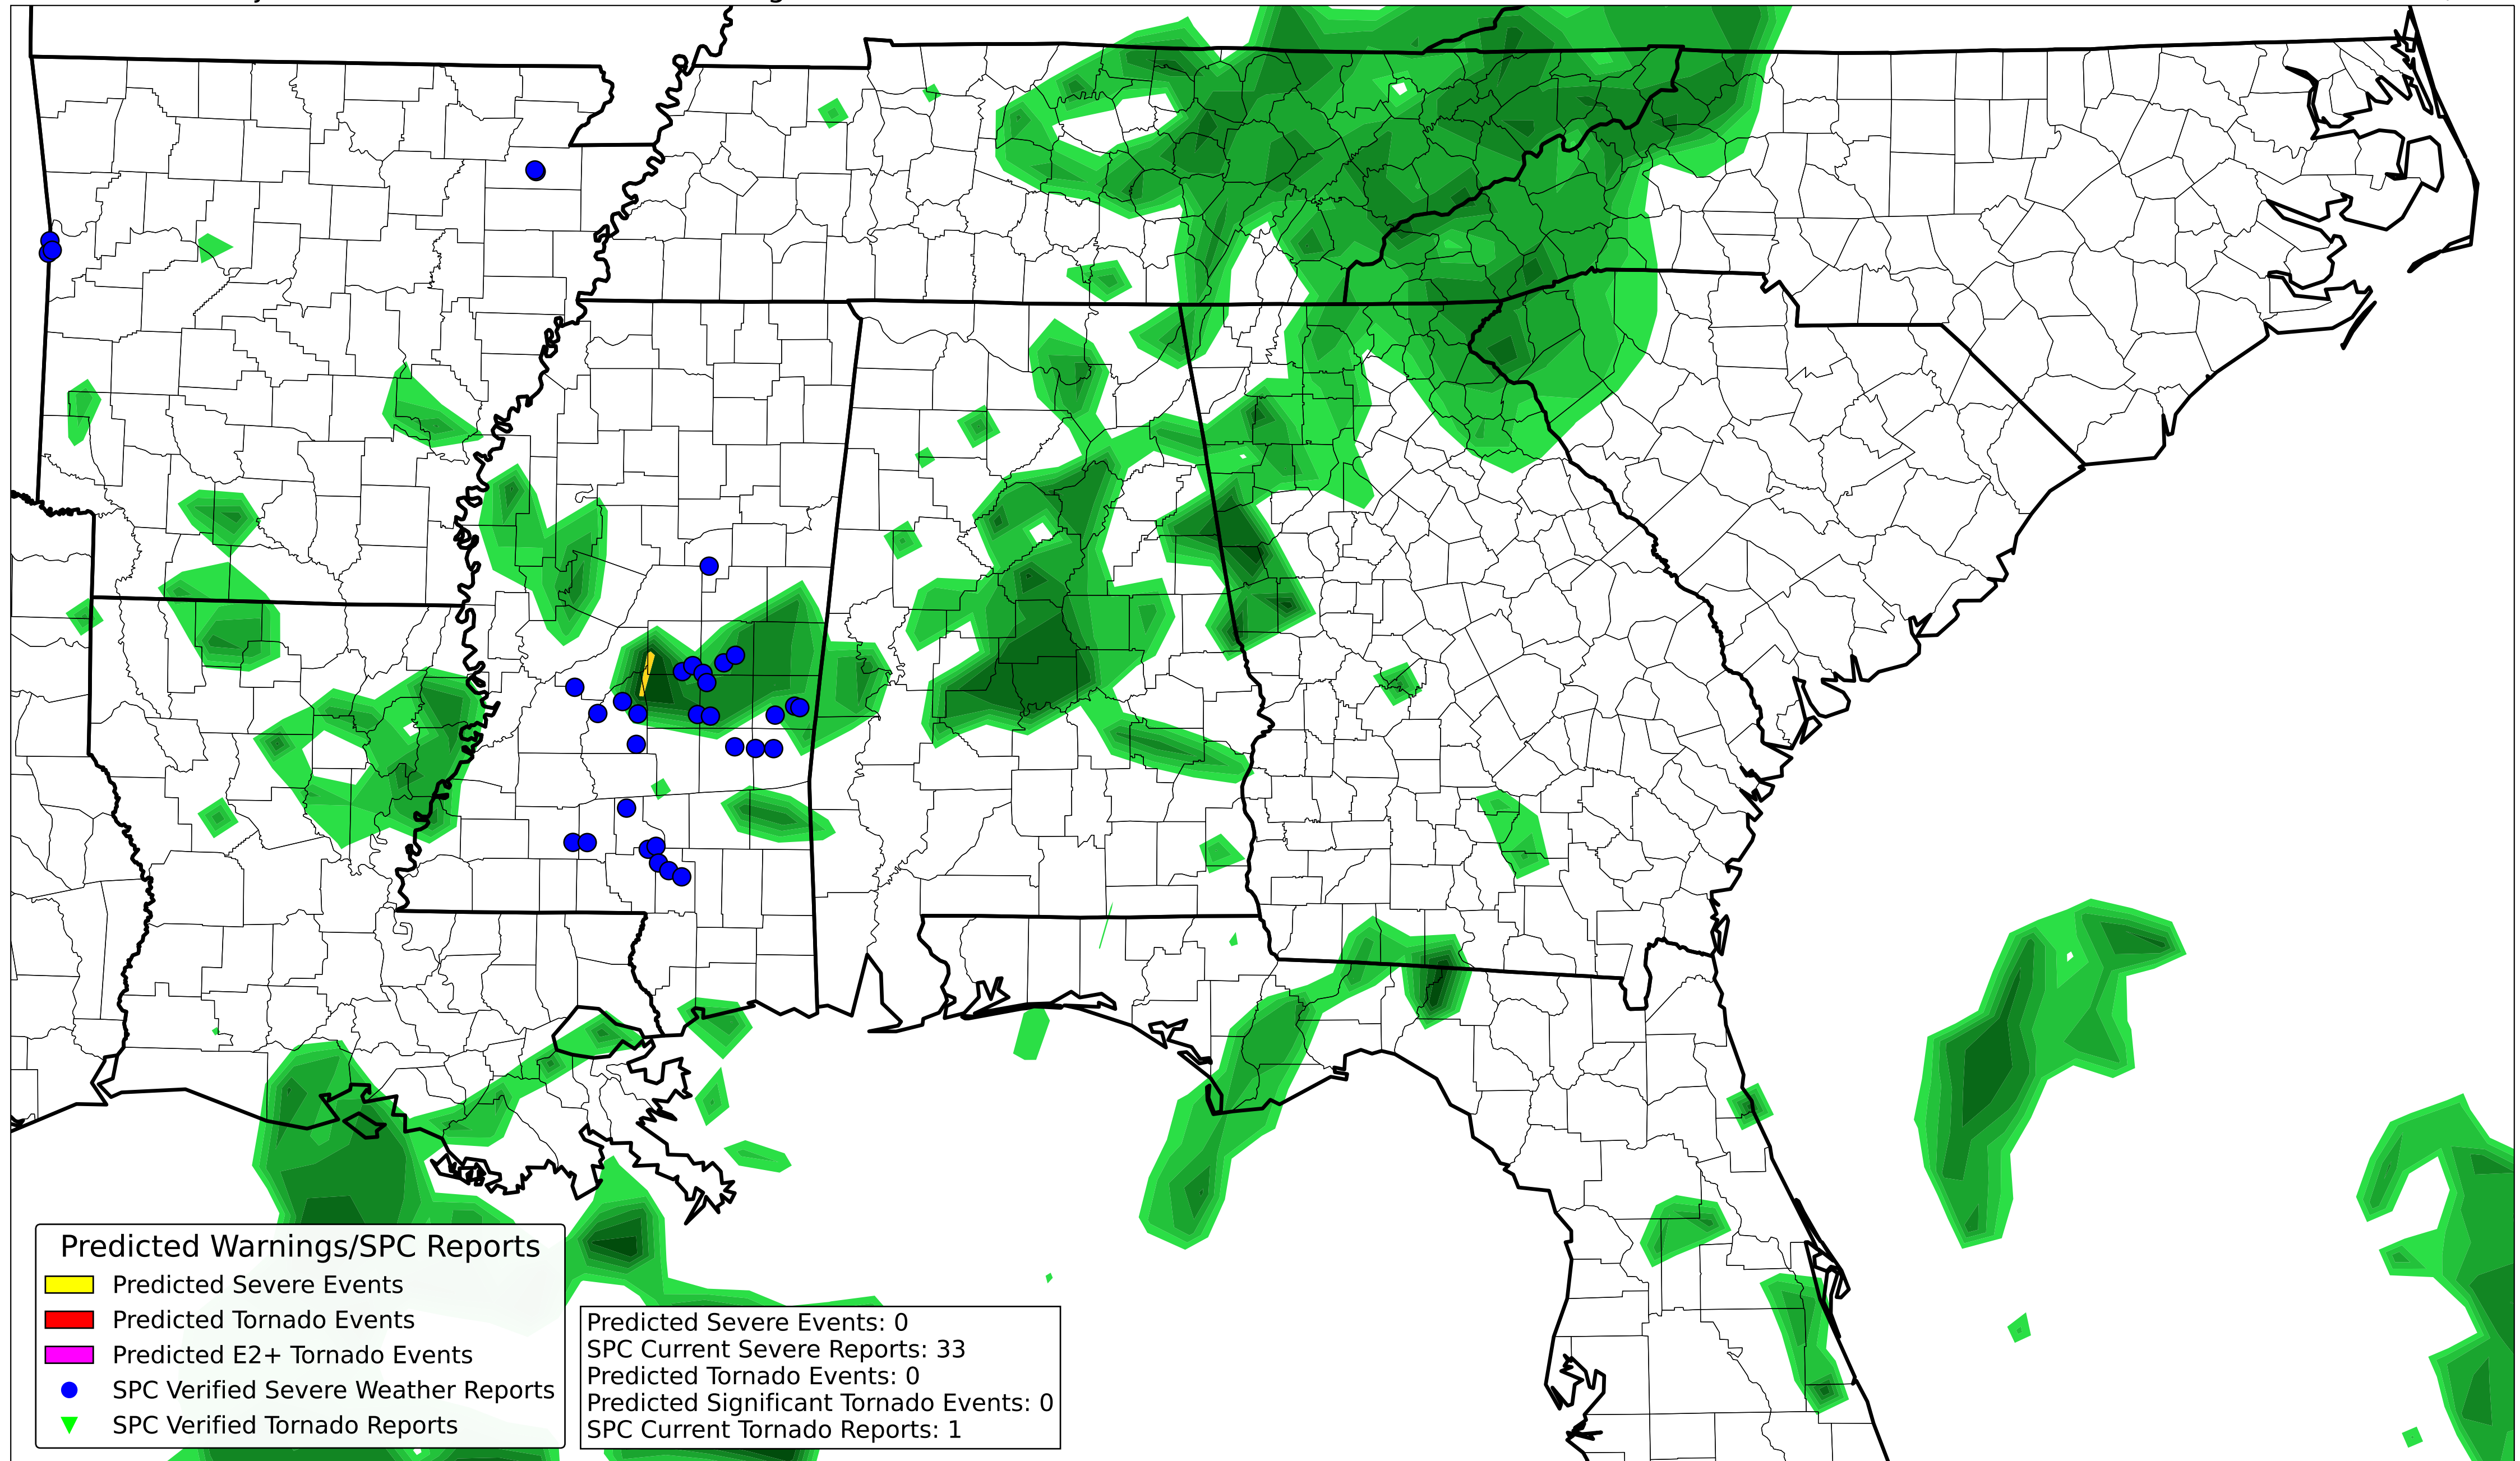 Predicted Warnings/SPC Reports
Predicted Severe Events
Predicted Tornado Events
Predicted E2+ Tornado Events
SPC Verified Severe Weather Reports
SPC Verified Tornado Reports
Predicted Severe Events: 0
SPC Current Severe Reports: 33
Predicted Tornado Events: 0
Predicted Significant Tornado Events: 0
SPC Current Tornado Reports: 1